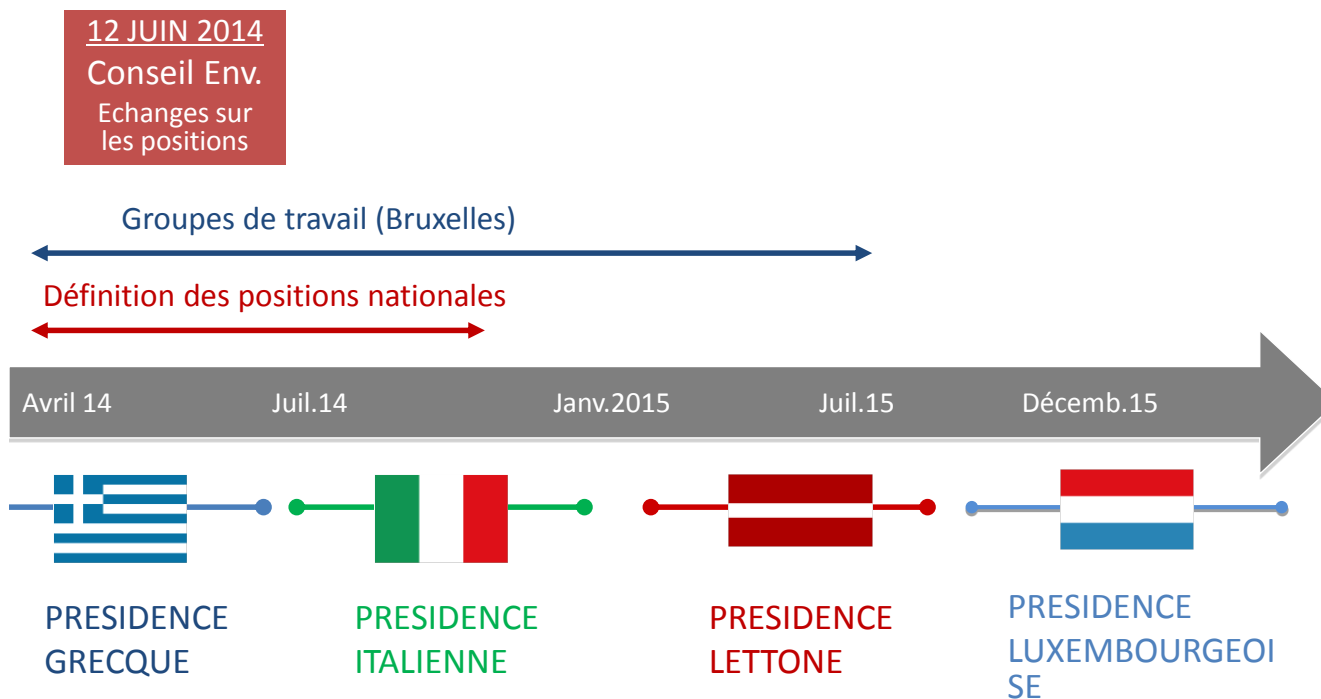 12 JUIN 2014
Conseil Env.
Echanges sur
les positions
Groupes de travail (Bruxelles)
Définition des positions nationales
Avril 14
Juil.14
Janv.2015
Juil.15
Décemb.15
PRESIDENCE
GRECQUE
PRESIDENCE
ITALIENNE
PRESIDENCE
LETTONE
PRESIDENCE
LUXEMBOURGEOI
SE